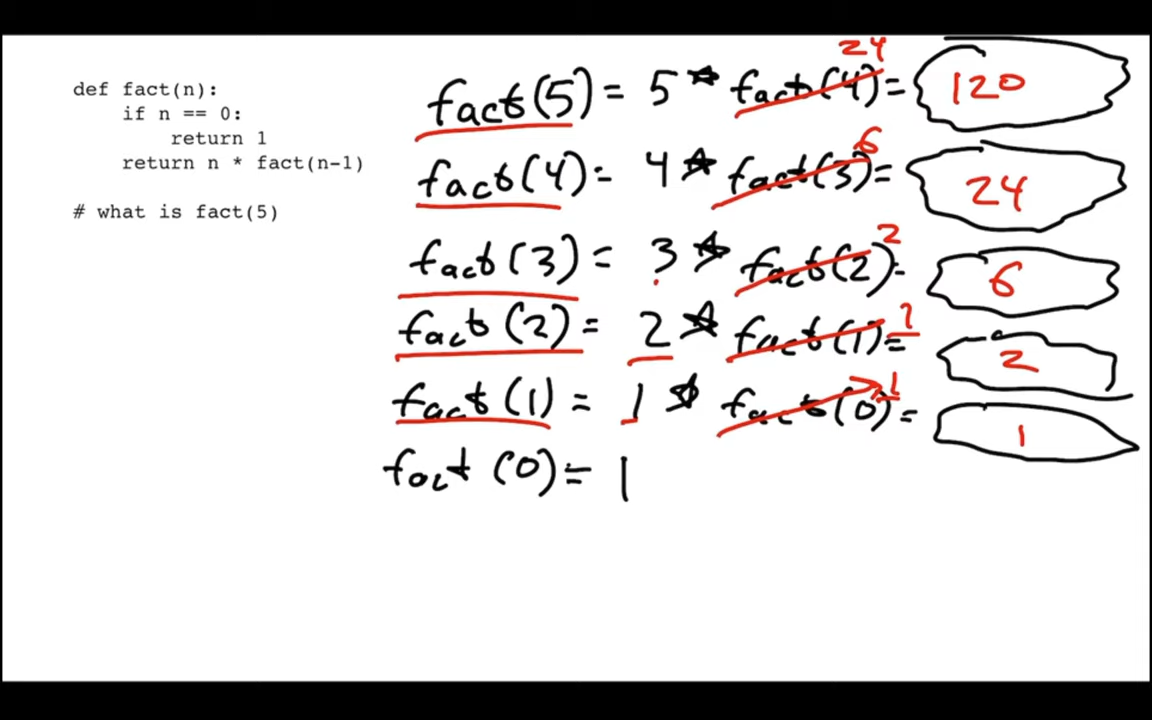 def fact(n):
    if n == 0:
        return 1
    return n * fact(n-1)
# what is fact(5)
24
fact(5) = 5 * fact(4) = 120
6
fact(4) = 4 * fact(3) = 24
2
fact(3) = 3 * fact(2) = 6
1
fact(2) = 2 * fact(1) = 2
1
fact(1) = 1 * fact(0) = 1
fact(0) = 1